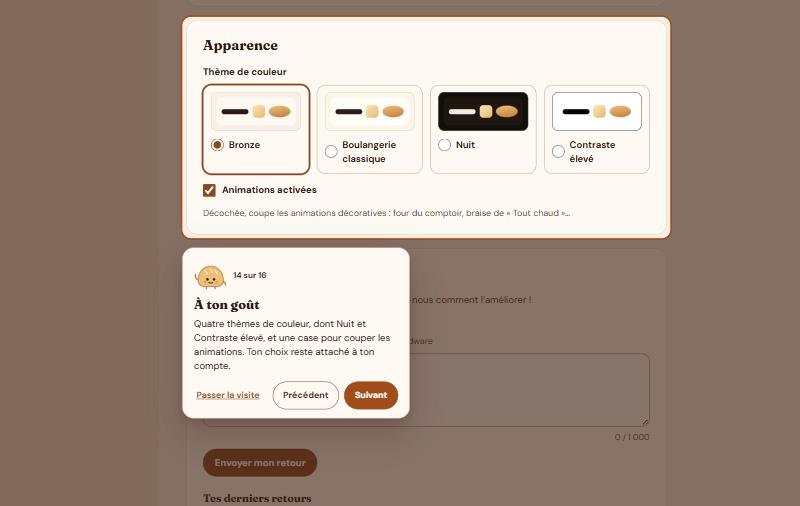 Apparence
Thème de couleur
Bronze
Boulangerie
classique
Nuit
Contraste
élevé
Animations activées
Décochée, coupe les animations décoratives : four du comptoir, braise de « Tout chaud »…
14 sur 16
À ton goût
Quatre thèmes de couleur, dont Nuit et
Contraste élevé, et une case pour couper les
animations. Ton choix reste attaché à ton
compte.
Passer la visite
Précédent
Suivant
-nous comment l'améliorer !
dware
0 / 1 000
Envoyer mon retour
Tes derniers retours